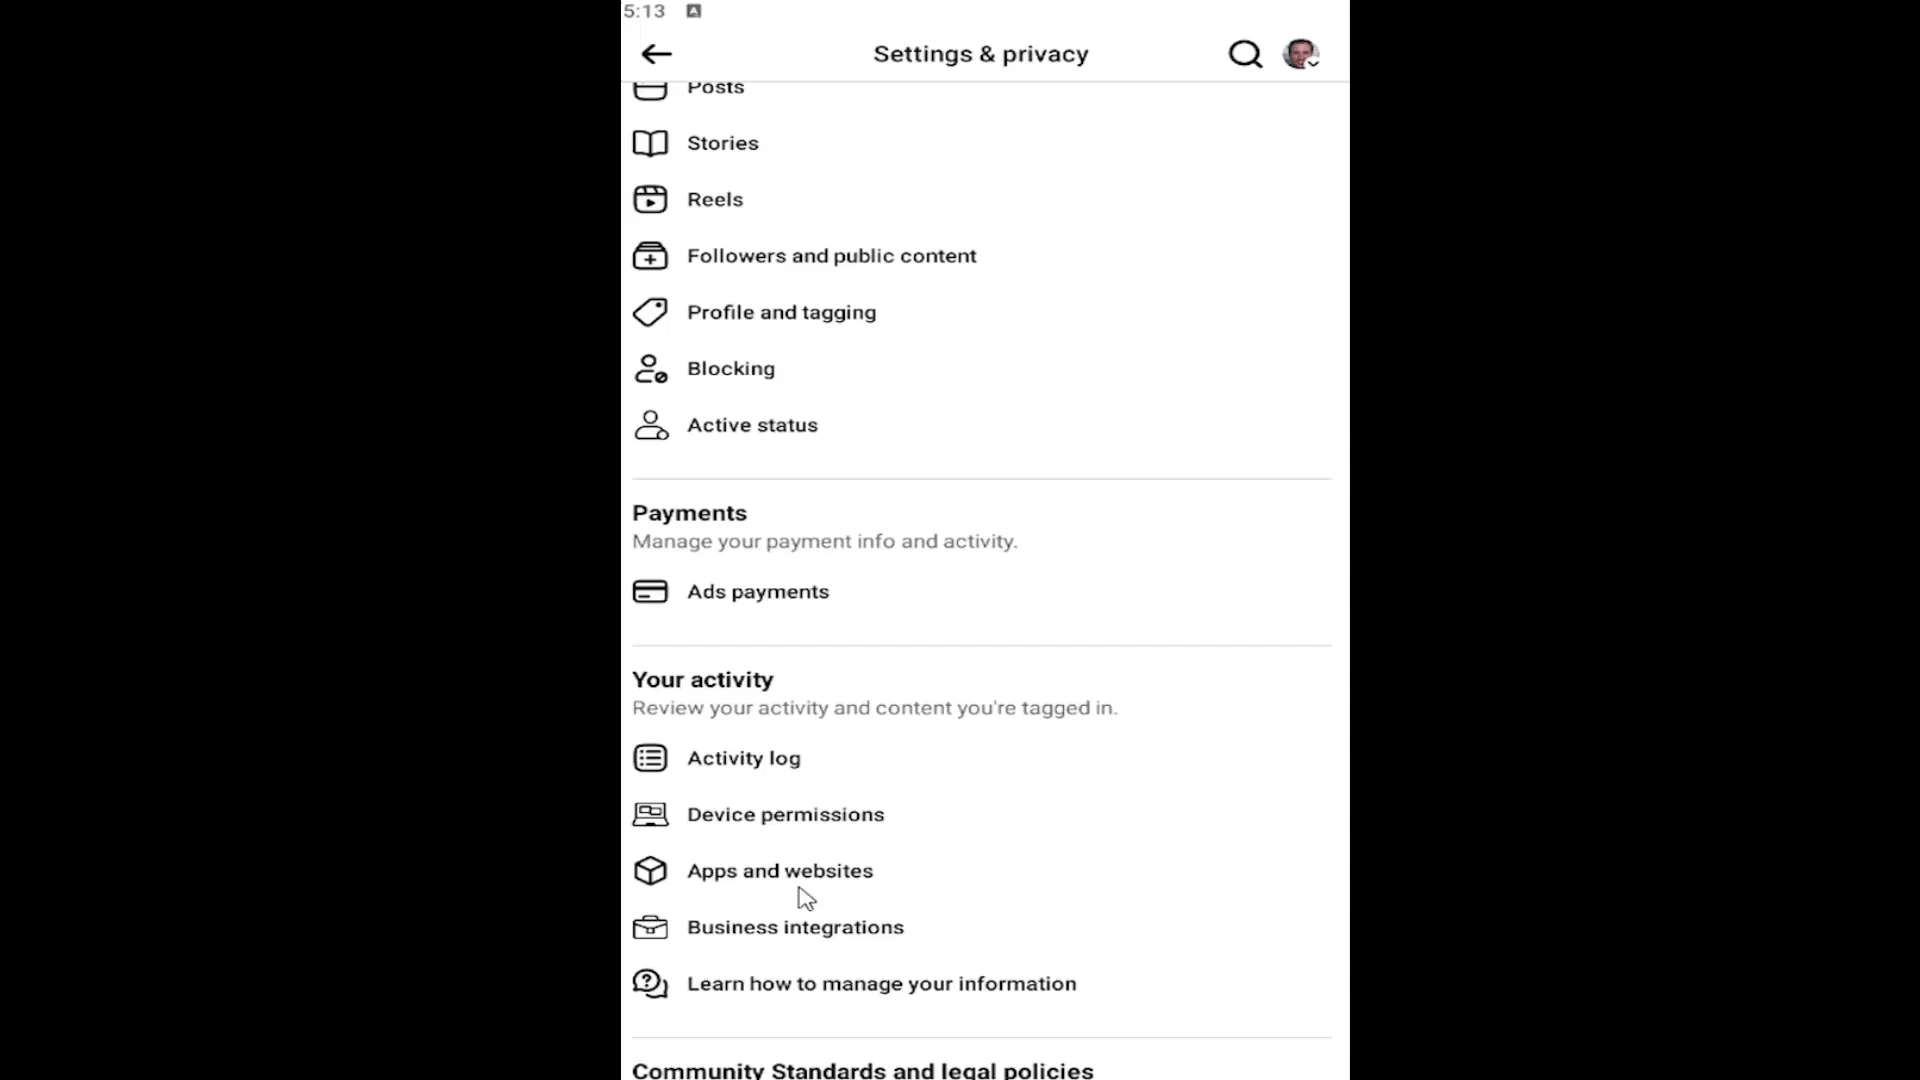 5:13
Settings & privacy
Posts
Stories
Reels
Followers and public content
Profile and tagging
Blocking
Active status
Payments
Manage your payment info and activity.
Ads payments
Your activity
Review your activity and content you're tagged in.
Activity log
Device permissions
Apps and websites
Business integrations
Learn how to manage your information
Community Standards and legal policies